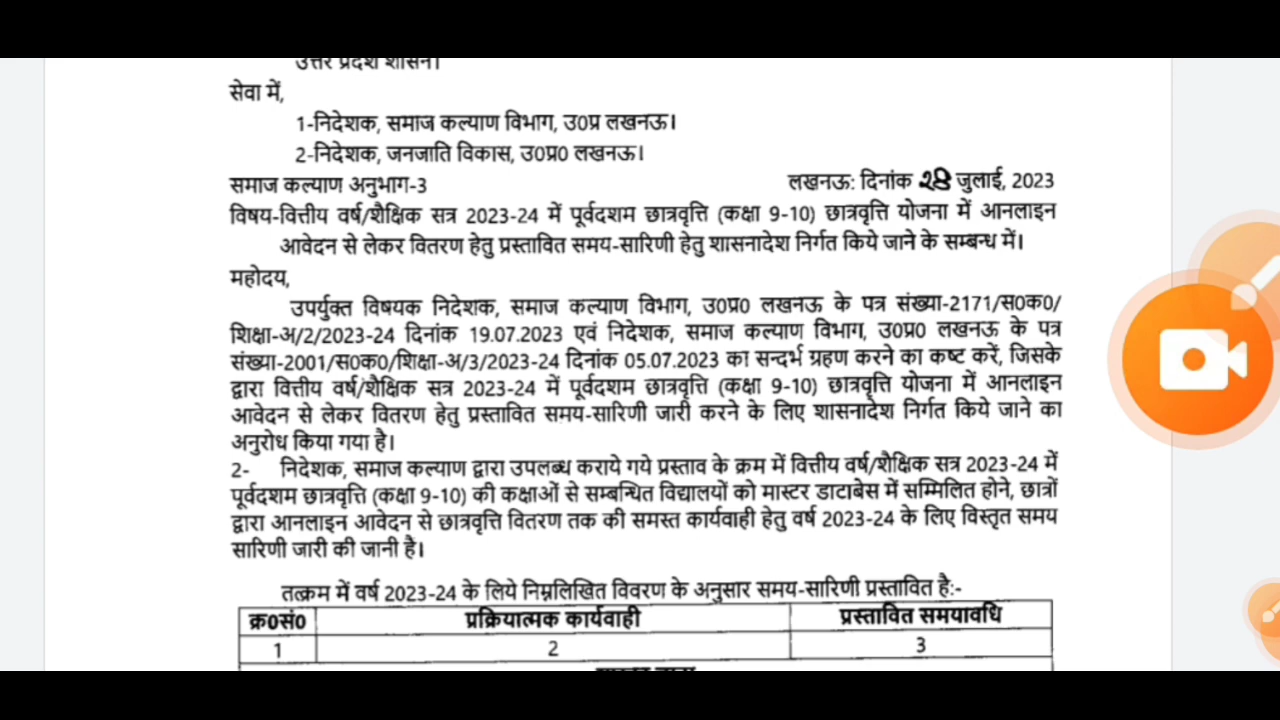 उत्तर प्रदेश शासन।
सेवा में,
1-निदेशक, समाज कल्याण विभाग, उ0प्र लखनऊ।
2-निदेशक, जनजाति विकास, उ0प्र0 लखनऊ।
समाज कल्याण अनुभाग-3 लखनऊ: दिनांक 28 जुलाई, 2023
विषय-वित्तीय वर्ष/शैक्षिक सत्र 2023-24 में पूर्वदशम छात्रवृत्ति (कक्षा 9-10) छात्रवृत्ति योजना में आनलाइन
आवेदन से लेकर वितरण हेतु प्रस्तावित समय-सारिणी हेतु शासनादेश निर्गत किये जाने के सम्बन्ध में।
महोदय,
उपर्युक्त विषयक निदेशक, समाज कल्याण विभाग, उ0प्र0 लखनऊ के पत्र संख्या-2171/स0क0/
शिक्षा-अ/2/2023-24 दिनांक 19.07.2023 एवं निदेशक, समाज कल्याण विभाग, उ0प्र0 लखनऊ के पत्र
संख्या-2001/स0क0/शिक्षा-अ/3/2023-24 दिनांक 05.07.2023 का सन्दर्भ ग्रहण करने का कष्ट करें, जिसके
द्वारा वित्तीय वर्ष/शैक्षिक सत्र 2023-24 में पूर्वदशम छात्रवृत्ति (कक्षा 9-10) छात्रवृत्ति योजना में आनलाइन
आवेदन से लेकर वितरण हेतु प्रस्तावित समय-सारिणी जारी करने के लिए शासनादेश निर्गत किये जाने का
अनुरोध किया गया है।
2- निदेशक, समाज कल्याण द्वारा उपलब्ध कराये गये प्रस्ताव के क्रम में वित्तीय वर्ष/शैक्षिक सत्र 2023-24 में
पूर्वदशम छात्रवृत्ति (कक्षा 9-10) की कक्षाओं से सम्बन्धित विद्यालयों को मास्टर डाटाबेस में सम्मिलित होने, छात्रों
द्वारा आनलाइन आवेदन से छात्रवृत्ति वितरण तक की समस्त कार्यवाही हेतु वर्ष 2023-24 के लिए विस्तृत समय
सारिणी जारी की जानी है।
तत्क्रम में वर्ष 2023-24 के लिये निम्नलिखित विवरण के अनुसार समय-सारिणी प्रस्तावित है:-
क्र0सं0 प्रक्रियात्मक कार्यवाही प्रस्तावित समयावधि
1 2 3